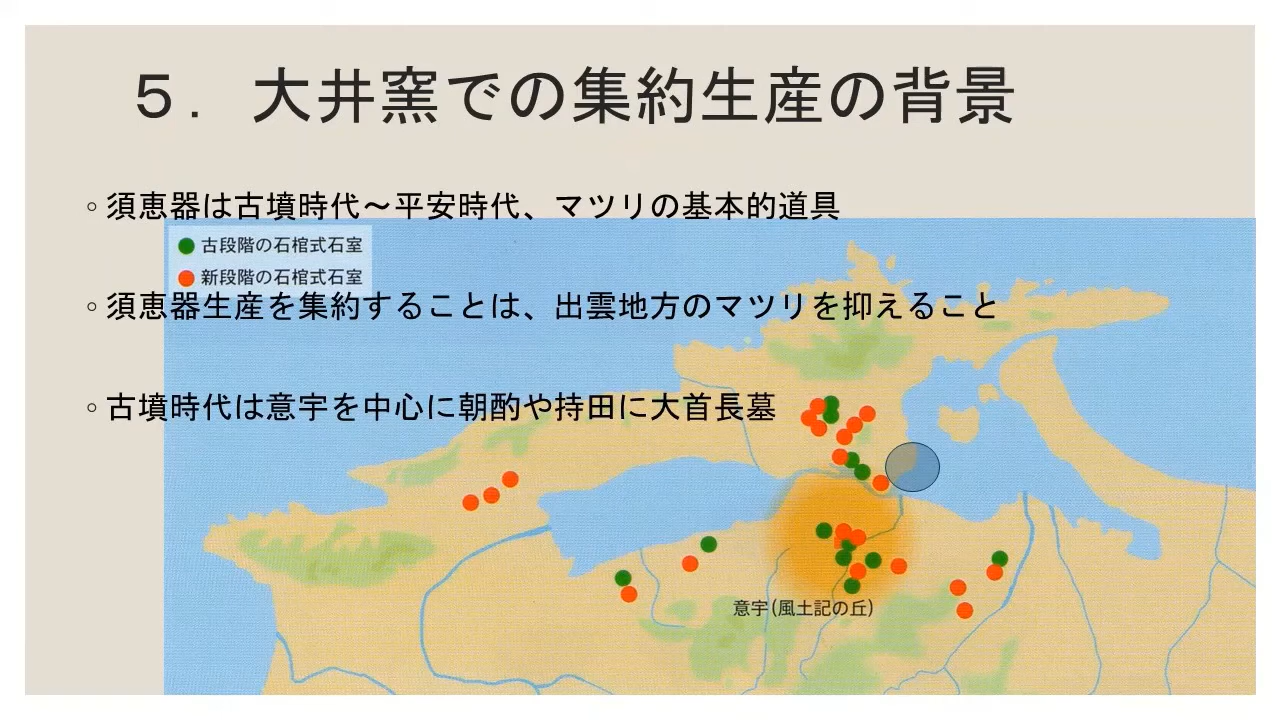 ５．大井窯での集約生産の背景
◦ 須恵器は古墳時代～平安時代、マツリの基本的道具
古段階の石棺式石室
新段階の石棺式石室
◦ 須恵器生産を集約することは、出雲地方のマツリを抑えること
◦ 古墳時代は意宇を中心に朝酌や持田に大首長墓
意宇(風土記の丘)